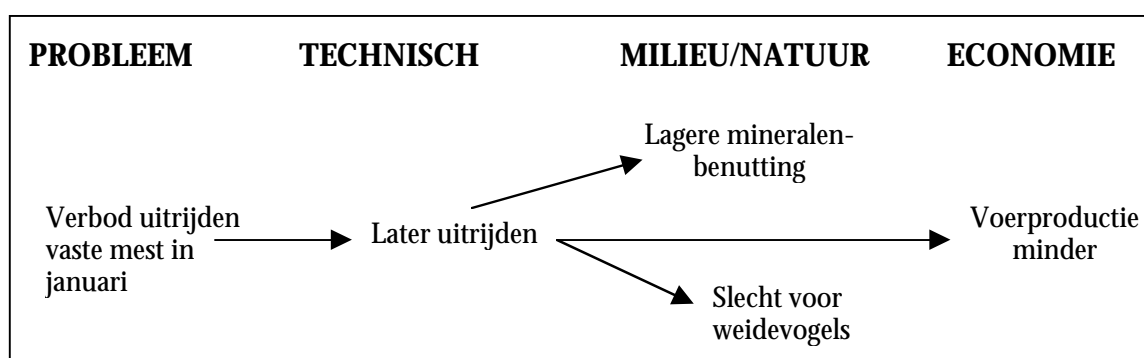 PROBLEEM TECHNISCH MILIEU/NATUUR ECONOMIE
Lagere mineralen-
benutting
Verbod uitrijden
vaste mest in
januari
Later uitrijden
Voerproductie
minder
Slecht voor
weidevogels